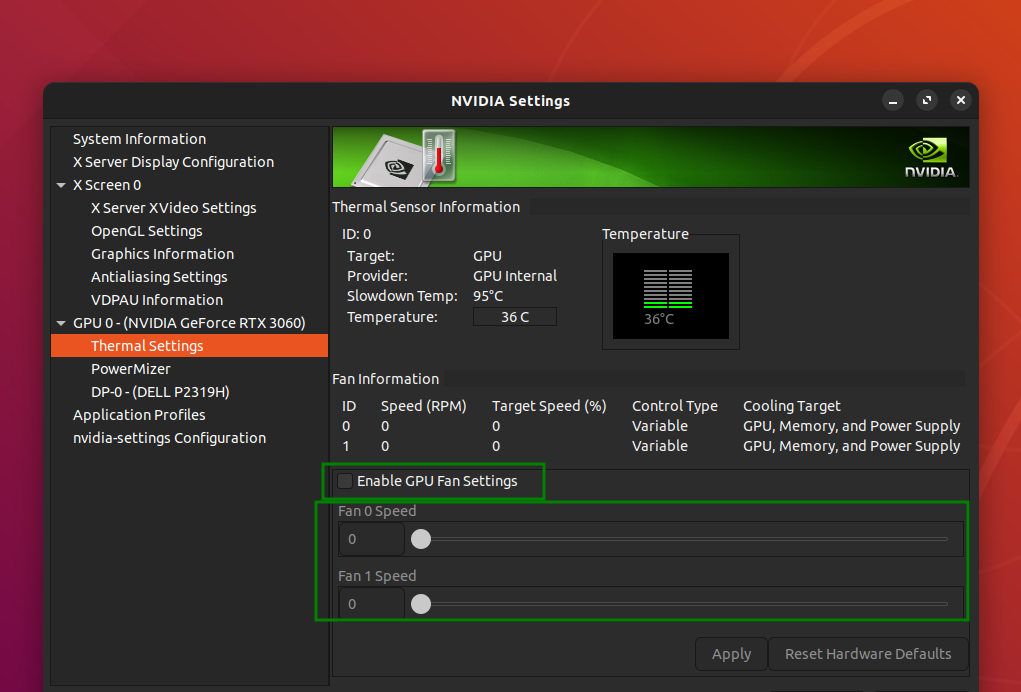 NVIDIA Settings
System Information
X Server Display Configuration
X Screen 0
X Server XVideo Settings
OpenGL Settings
Graphics Information
Antialiasing Settings
VDPAU Information
GPU 0 - (NVIDIA GeForce RTX 3060)
Thermal Settings
PowerMizer
DP-0 - (DELL P2319H)
Application Profiles
nvidia-settings Configuration
NVIDIA.
Thermal Sensor Information
ID: 0
Target: GPU
Provider: GPU Internal
Slowdown Temp: 95°C
Temperature: 36 C
Temperature
36°C
Fan Information
ID Speed (RPM) Target Speed (%) Control Type Cooling Target
0 0 0 Variable GPU, Memory, and Power Supply
1 0 0 Variable GPU, Memory, and Power Supply
Enable GPU Fan Settings
Fan 0 Speed
0
Fan 1 Speed
0
Apply Reset Hardware Defaults